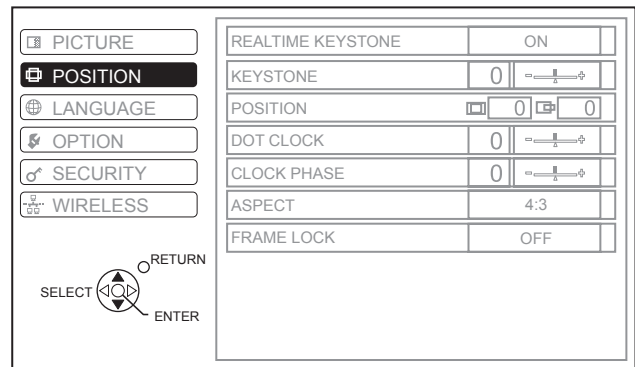 PICTURE
POSITION
LANGUAGE
OPTION
SECURITY
WIRELESS
RETURN
SELECT
ENTER
REALTIME KEYSTONE ON
KEYSTONE 0
POSITION 0 0
DOT CLOCK 0
CLOCK PHASE 0
ASPECT 4:3
FRAME LOCK OFF